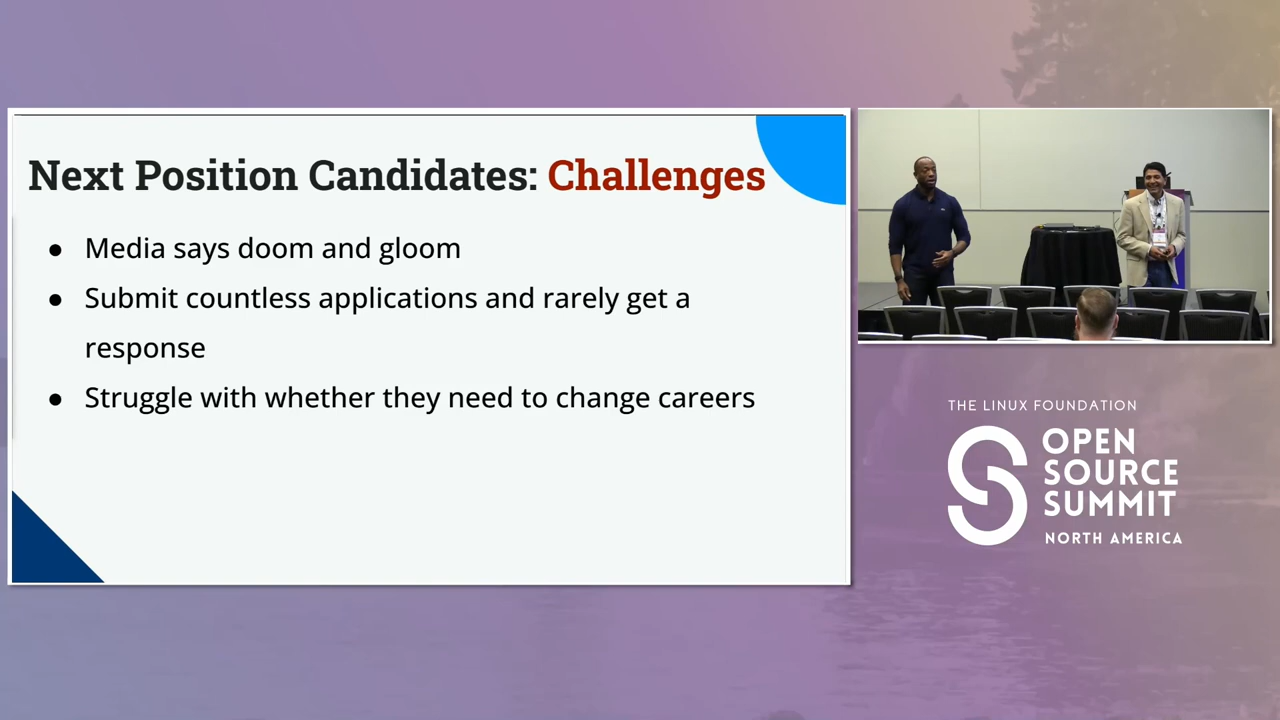 Next Position Candidates: Challenges
● Media says doom and gloom
● Submit countless applications and rarely get a
response
● Struggle with whether they need to change careers
THE LINUX FOUNDATION
OPEN
SOURCE
SUMMIT
NORTH AMERICA